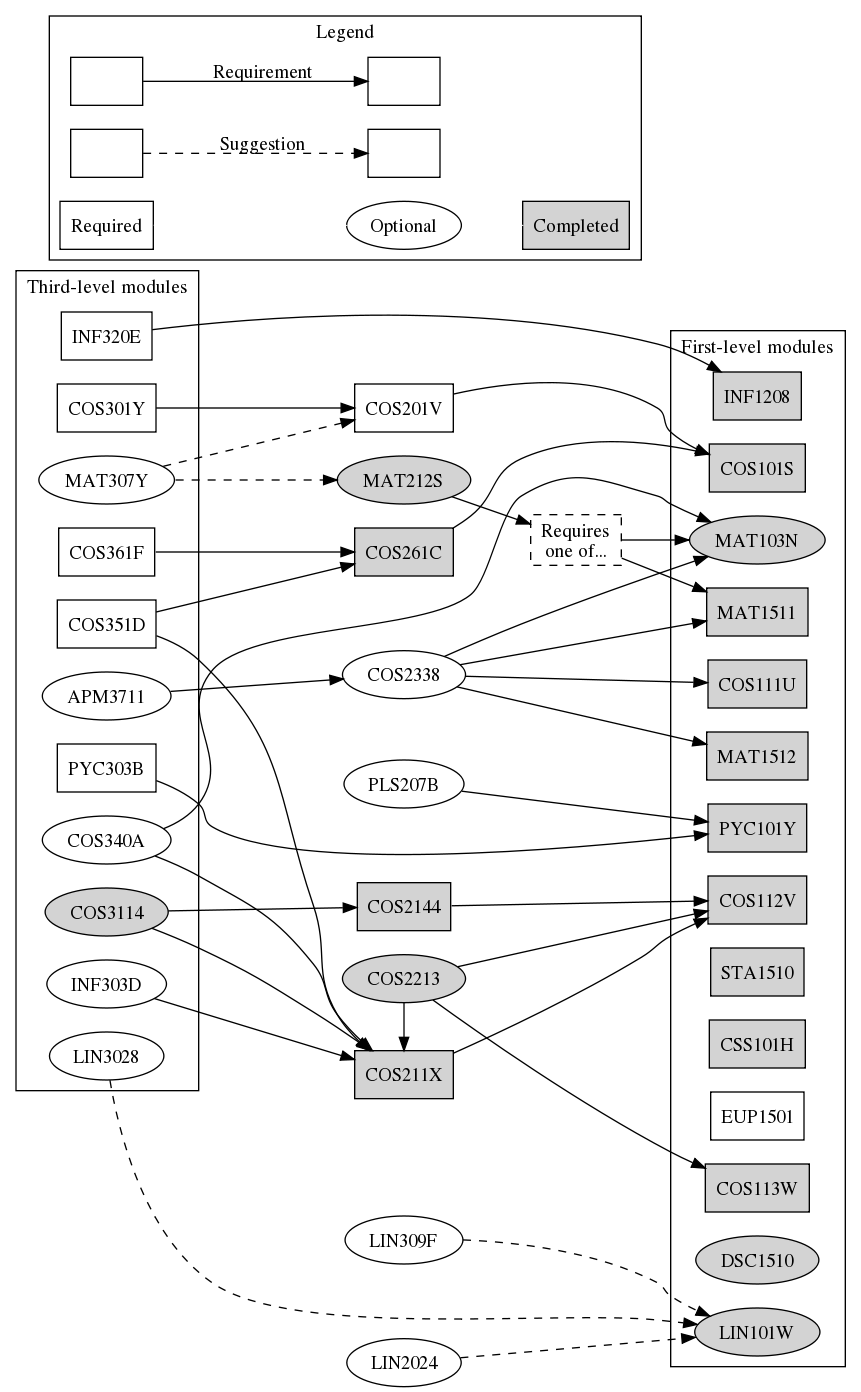 Legend
Requirement
Suggestion
Required
Optional
Completed
Third-level modules
INF320E
COS301Y
MAT307Y
COS361F
COS351D
APM3711
PYC303B
COS340A
COS3114
INF303D
LIN3028
COS201V
MAT212S
COS261C
Requires
one of...
COS2338
PLS207B
COS2144
COS2213
COS211X
LIN309F
LIN2024
First-level modules
INF1208
COS101S
MAT103N
MAT1511
COS111U
MAT1512
PYC101Y
COS112V
STA1510
CSS101H
EUP1501
COS113W
DSC1510
LIN101W